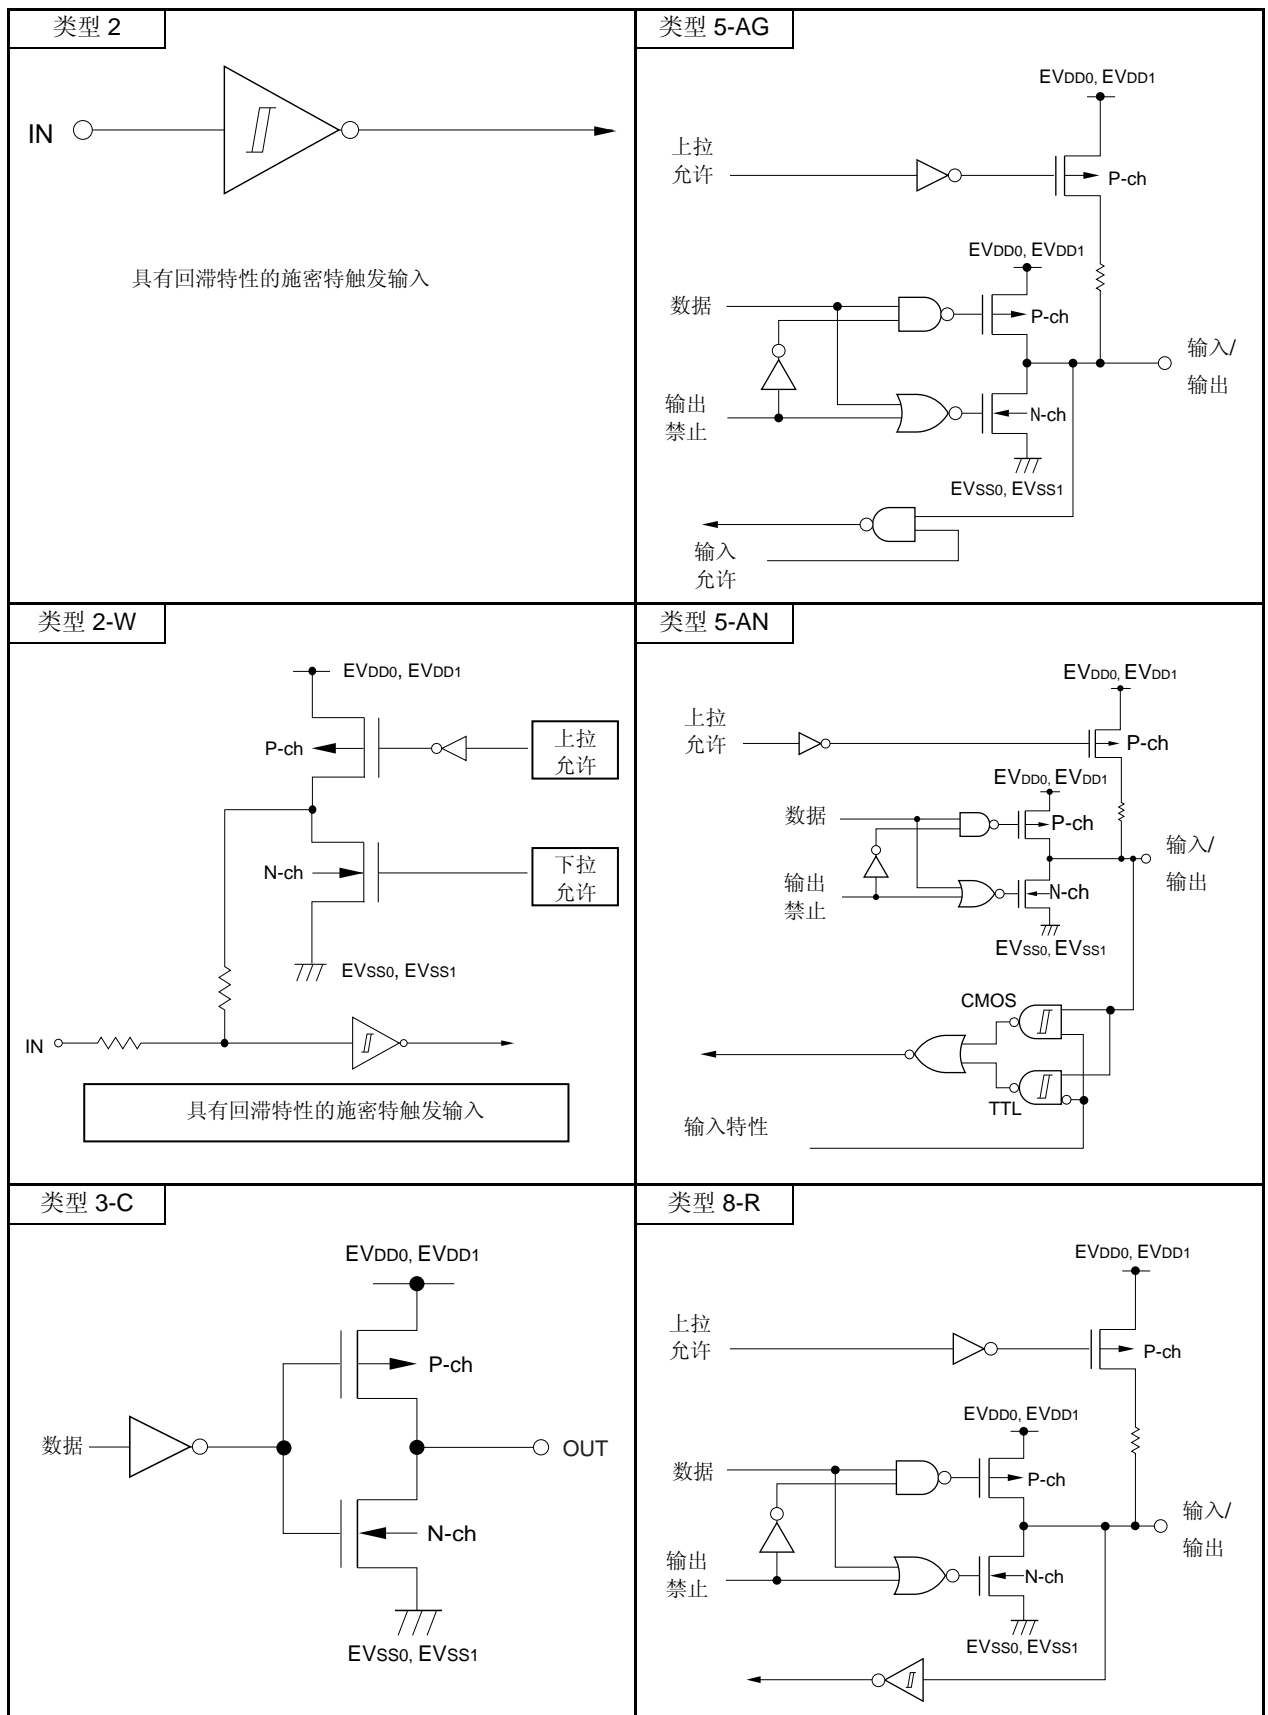 类型 2
IN
具有回滞特性的施密特触发输入
类型 5-AG
EVDD0, EVDD1
上拉
允许
P-ch
EVDD0, EVDD1
数据
P-ch
输入/
输出
输出
禁止
N-ch
EVSS0, EVSS1
输入
允许
类型 2-W
EVDD0, EVDD1
P-ch
上拉
允许
N-ch
下拉
允许
EVSS0, EVSS1
IN
具有回滞特性的施密特触发输入
类型 5-AN
EVDD0, EVDD1
上拉
允许
P-ch
EVDD0, EVDD1
数据
P-ch
输入/
输出
输出
禁止
N-ch
EVSS0, EVSS1
CMOS
TTL
输入特性
类型 3-C
EVDD0, EVDD1
P-ch
数据
OUT
N-ch
EVSS0, EVSS1
类型 8-R
EVDD0, EVDD1
上拉
允许
P-ch
EVDD0, EVDD1
数据
P-ch
输入/
输出
输出
禁止
N-ch
EVSS0, EVSS1